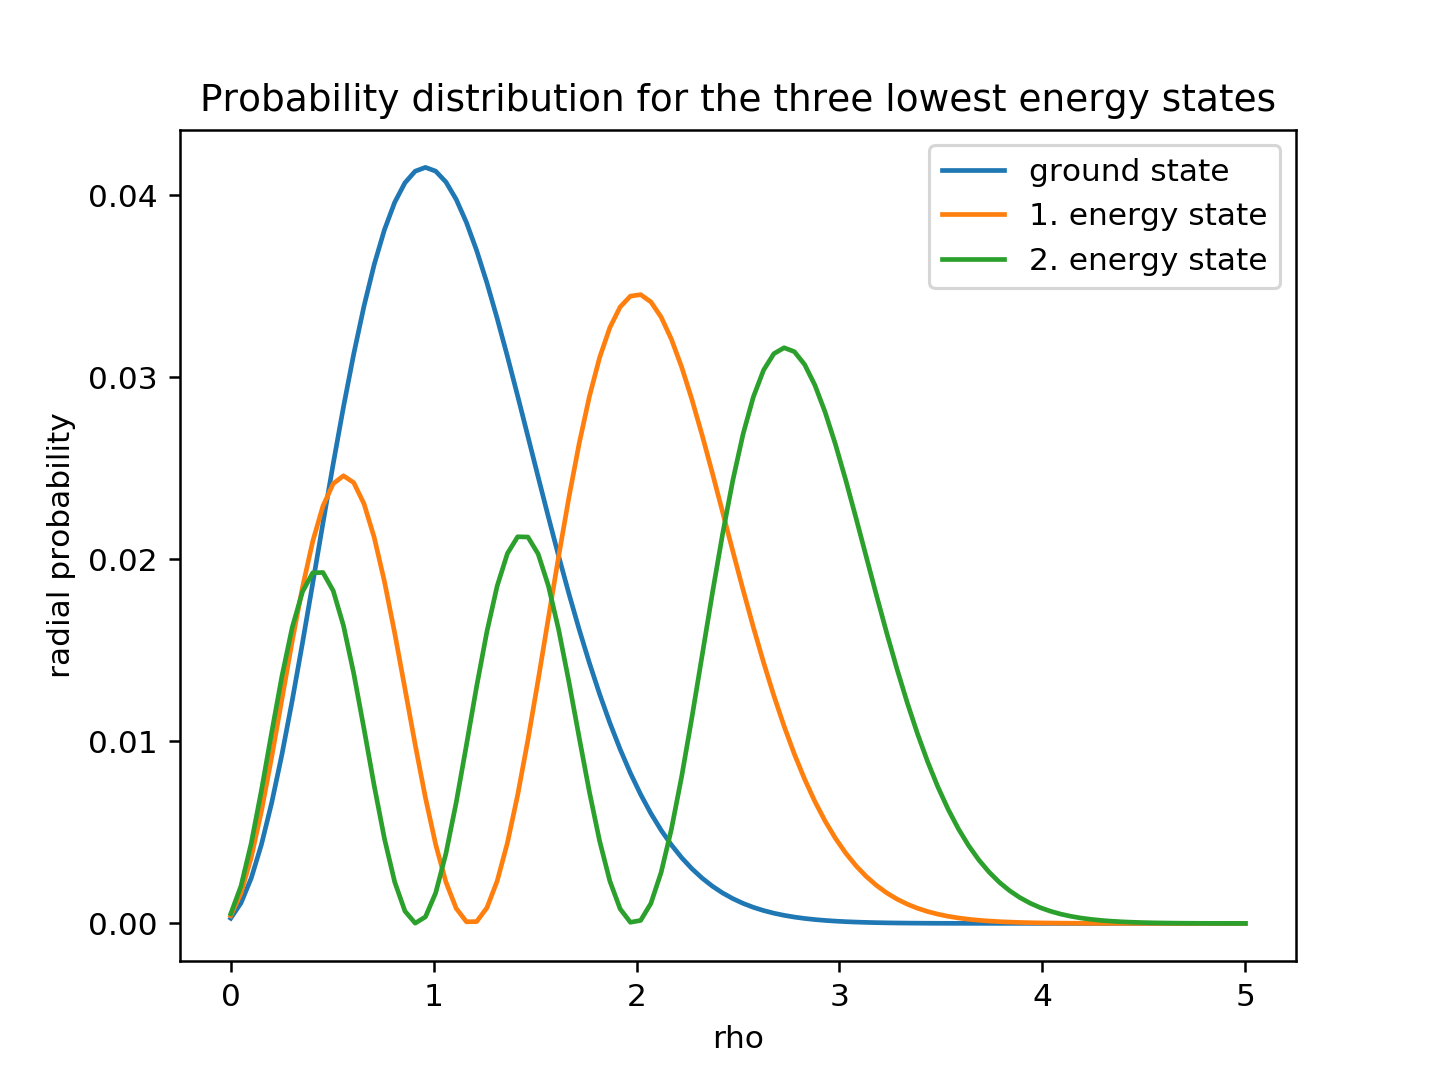 Probability distribution for the three lowest energy states
ground state
1. energy state
2. energy state
radial probability
0.04
0.03
0.02
0.01
0.00
0 1 2 3 4 5
rho